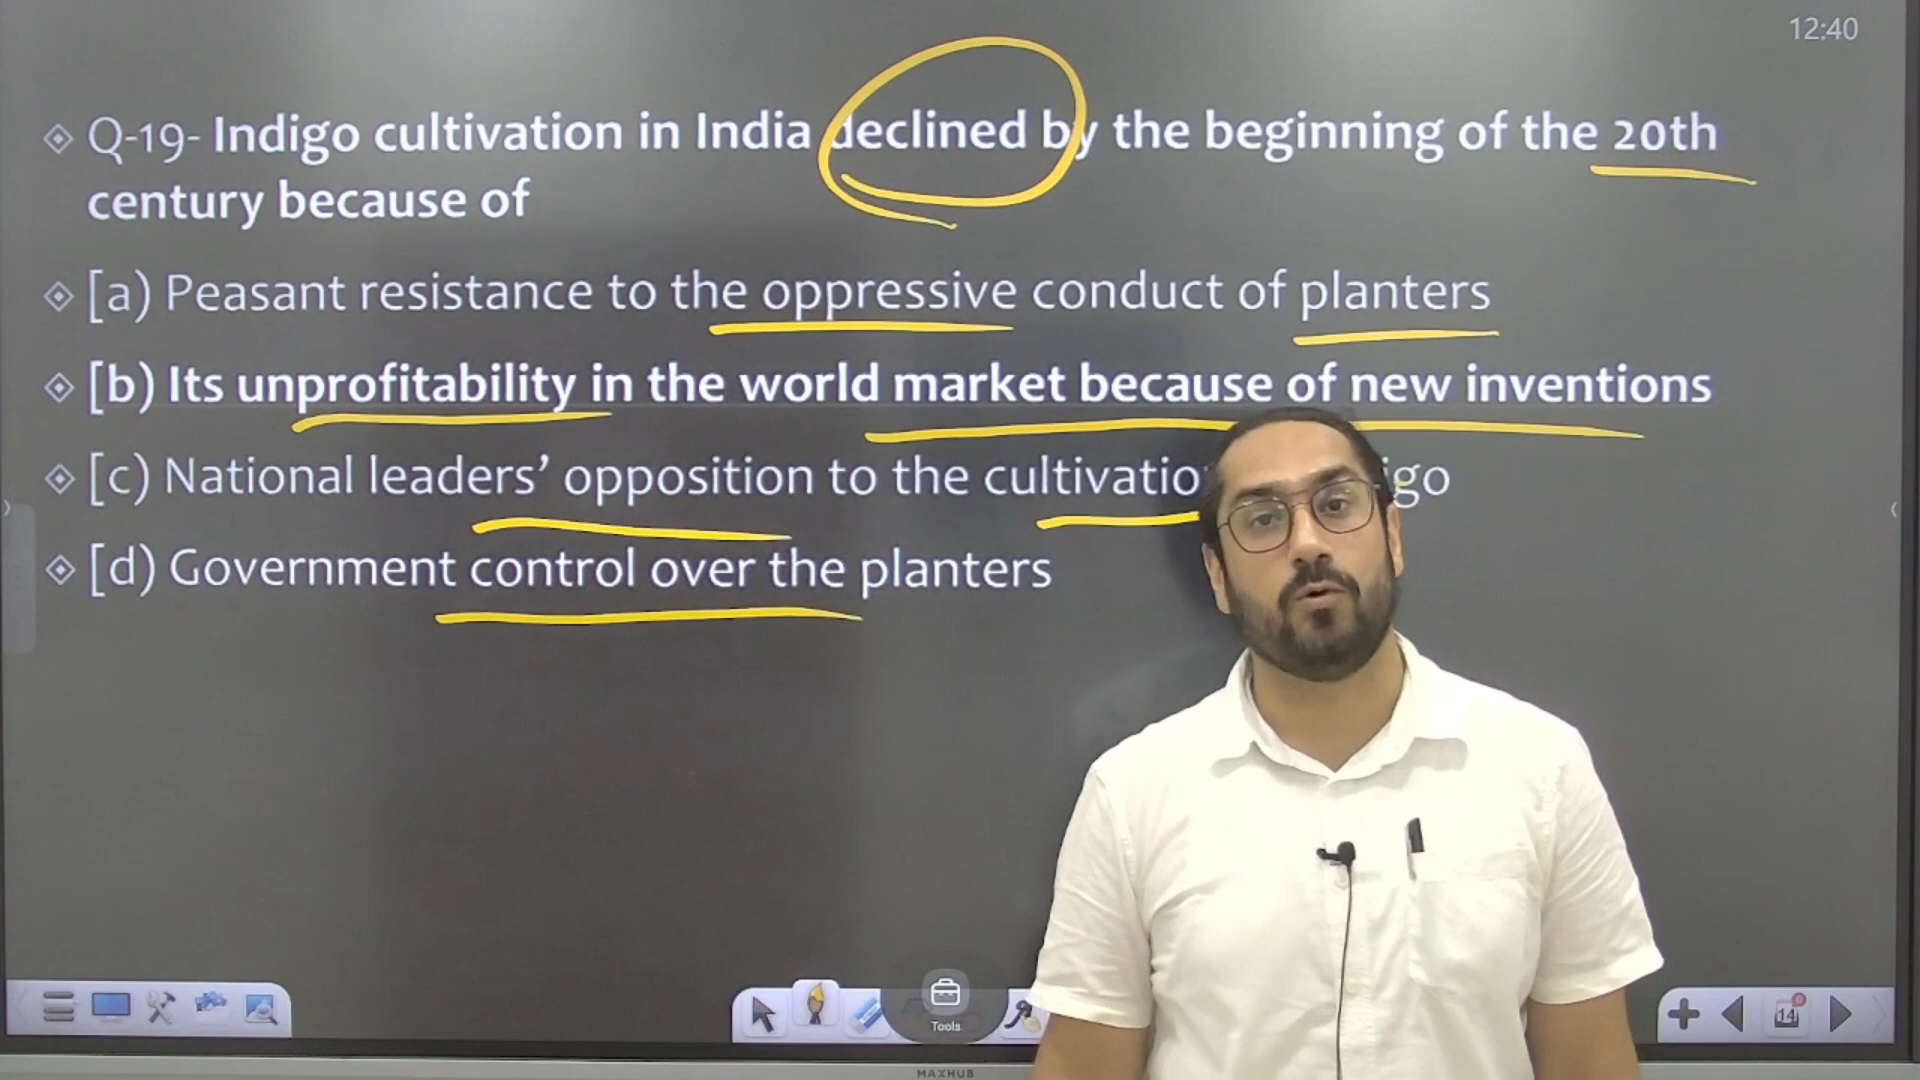 12:40
Q-19- Indigo cultivation in India declined by the beginning of the 20th
century because of
[a) Peasant resistance to the oppressive conduct of planters
[b) Its unprofitability in the world market because of new inventions
[c) National leaders’ opposition to the
[d) Government control over the planters
Tools
14
MAXHUB